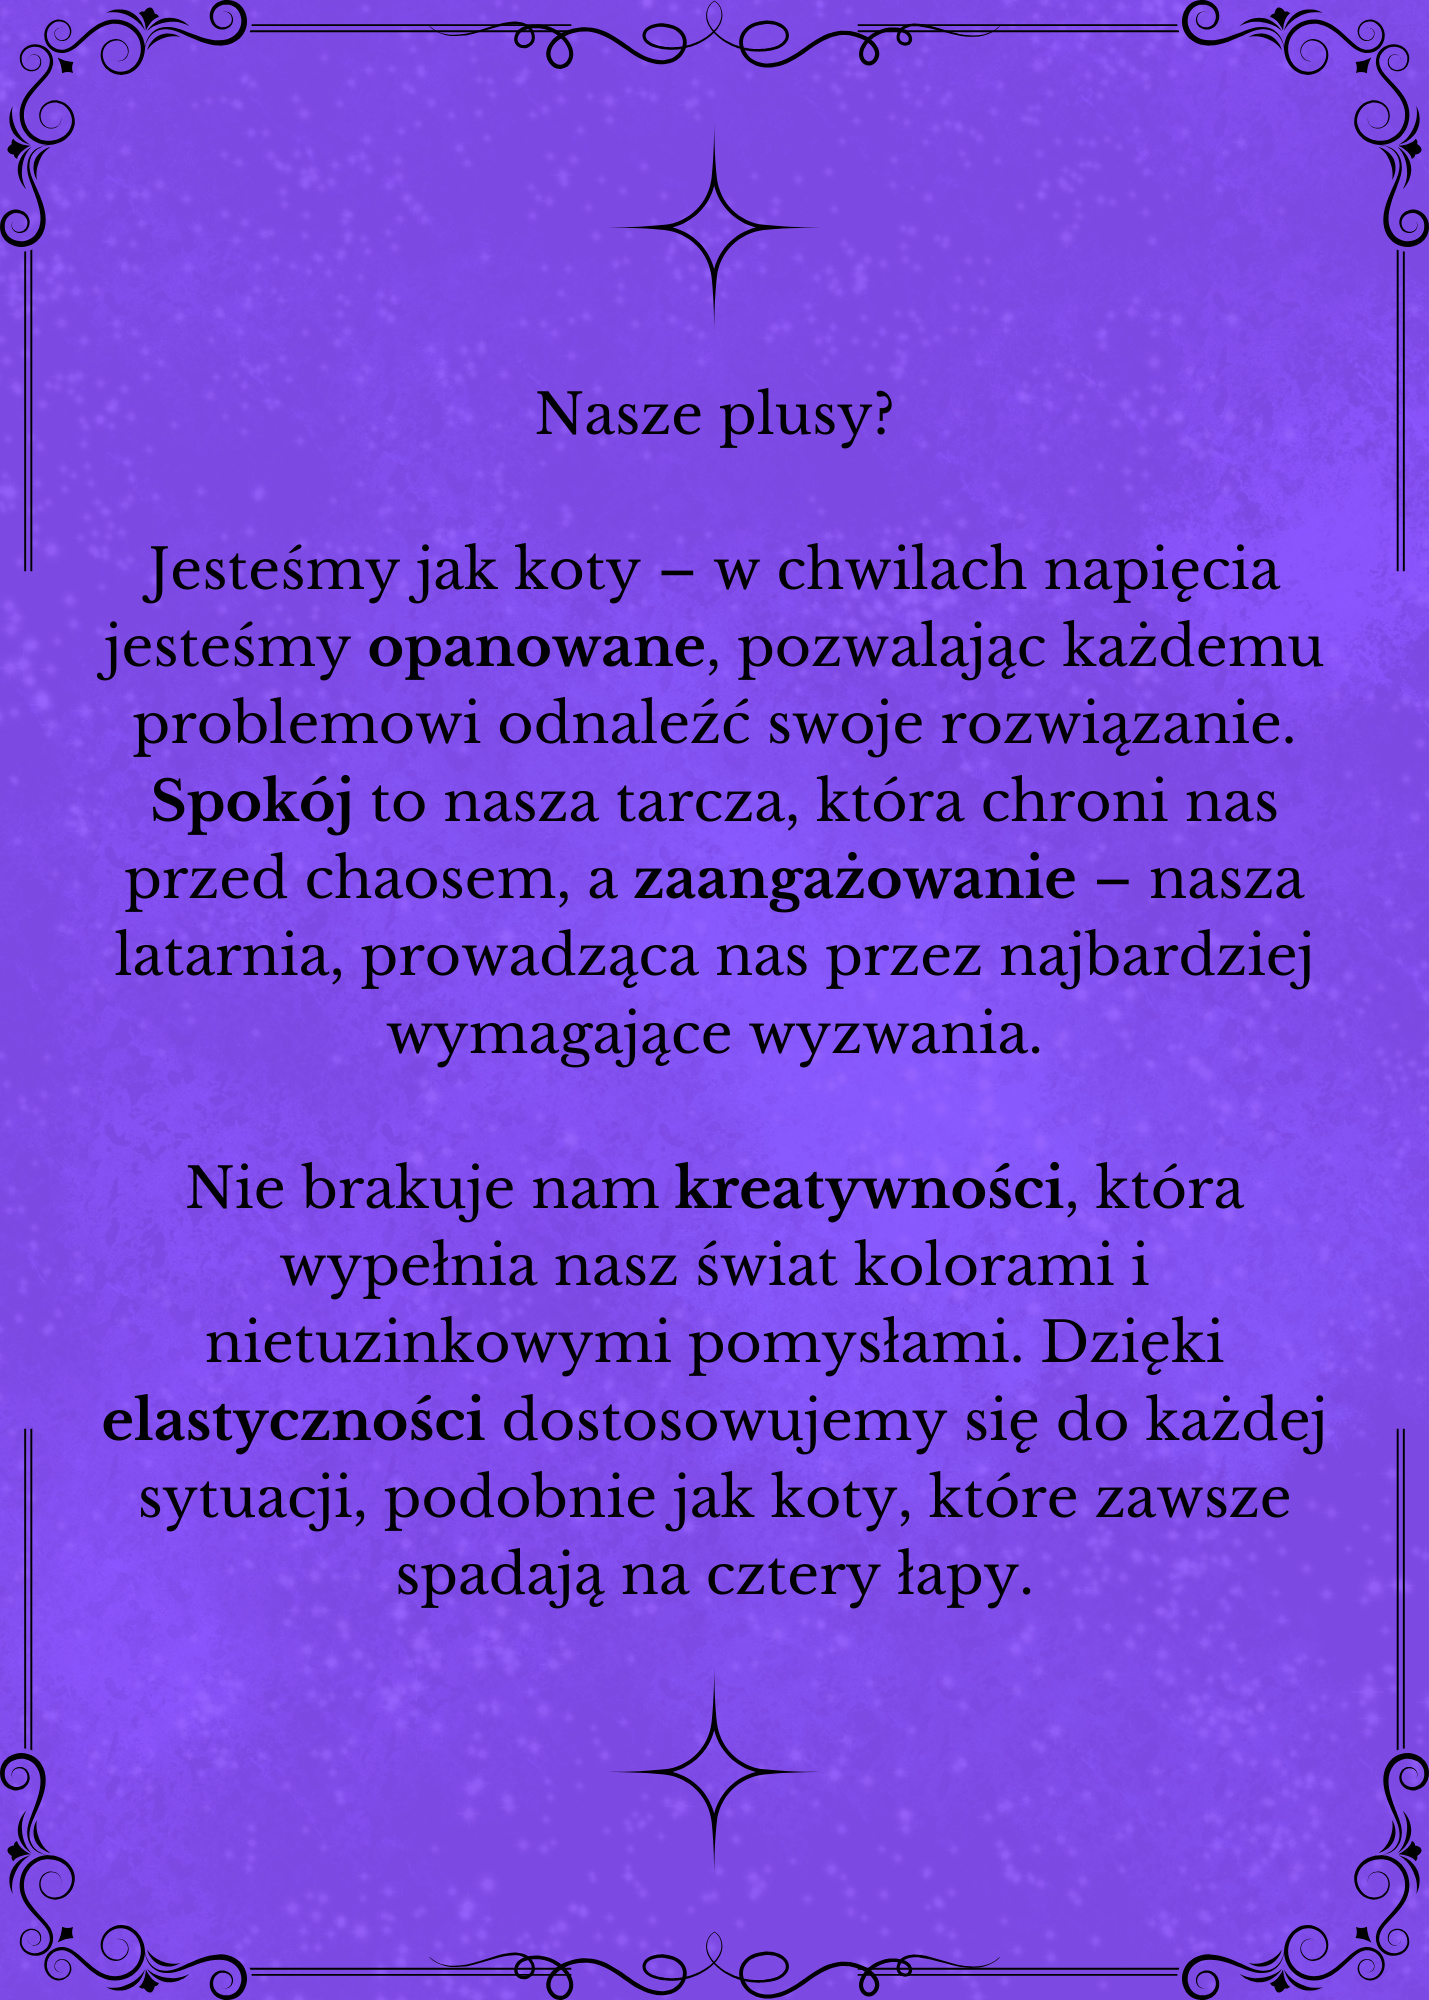 Nasze plusy?
Jesteśmy jak koty – w chwilach napięcia
jesteśmy opanowane, pozwalając każdemu
problemowi odnaleźć swoje rozwiązanie.
Spokój to nasza tarcza, która chroni nas
przed chaosem, a zaangażowanie – nasza
latarnia, prowadząca nas przez najbardziej
wymagające wyzwania.
Nie brakuje nam kreatywności, która
wypełnia nasz świat kolorami i
nietuzinkowymi pomysłami. Dzięki
elastyczności dostosowujemy się do każdej
sytuacji, podobnie jak koty, które zawsze
spadają na cztery łapy.